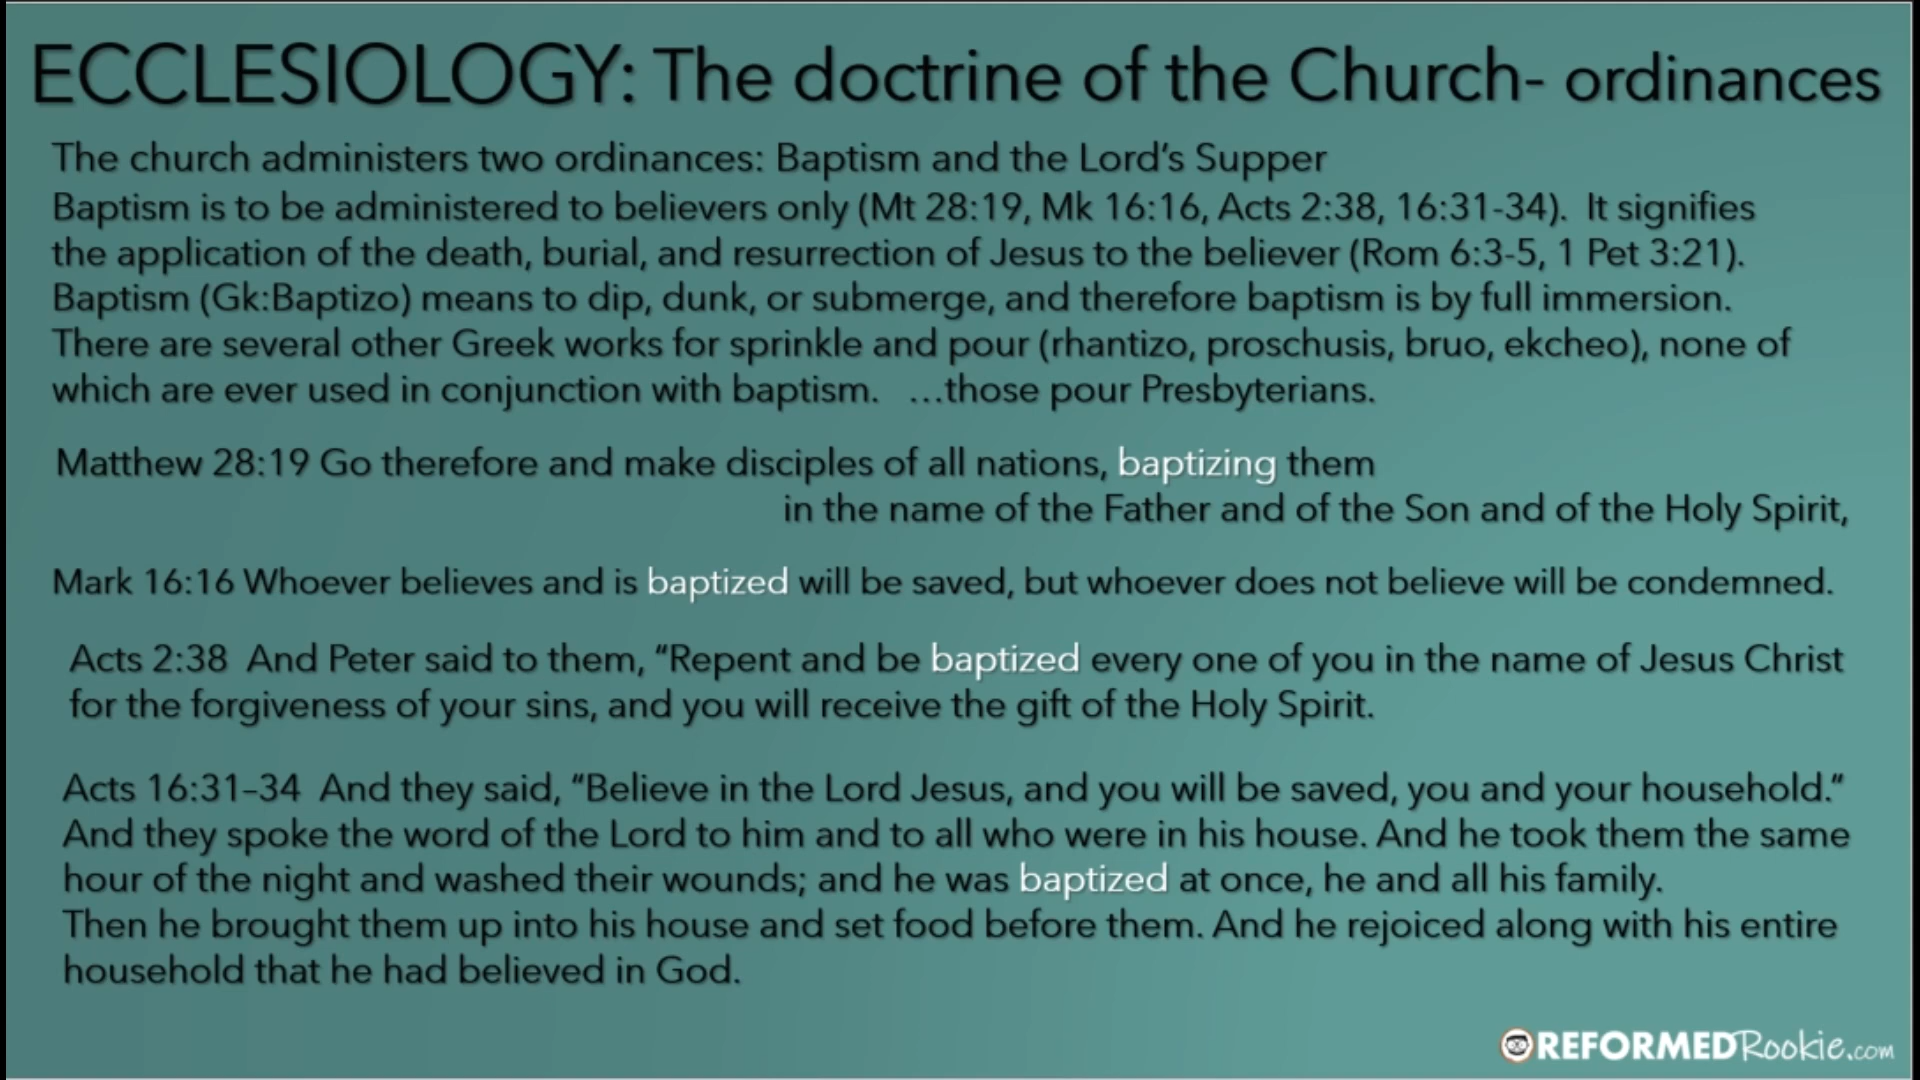 ECCLESIOLOGY: The doctrine of the Church- ordinances
The church administers two ordinances: Baptism and the Lord’s Supper
Baptism is to be administered to believers only (Mt 28:19, Mk 16:16, Acts 2:38, 16:31-34).  It signifies
the application of the death, burial, and resurrection of Jesus to the believer (Rom 6:3-5, 1 Pet 3:21).
Baptism (Gk:Baptizo) means to dip, dunk, or submerge, and therefore baptism is by full immersion.
There are several other Greek works for sprinkle and pour (rhantizo, proschusis, bruo, ekcheo), none of
which are ever used in conjunction with baptism.   …those pour Presbyterians.
Matthew 28:19 Go therefore and make disciples of all nations, baptizing them
in the name of the Father and of the Son and of the Holy Spirit,
Mark 16:16 Whoever believes and is baptized will be saved, but whoever does not believe will be condemned.
Acts 2:38  And Peter said to them, “Repent and be baptized every one of you in the name of Jesus Christ
for the forgiveness of your sins, and you will receive the gift of the Holy Spirit.
Acts 16:31–34  And they said, “Believe in the Lord Jesus, and you will be saved, you and your household.”
And they spoke the word of the Lord to him and to all who were in his house. And he took them the same
hour of the night and washed their wounds; and he was baptized at once, he and all his family.
Then he brought them up into his house and set food before them. And he rejoiced along with his entire
household that he had believed in God.
REFORMEDRookie.com